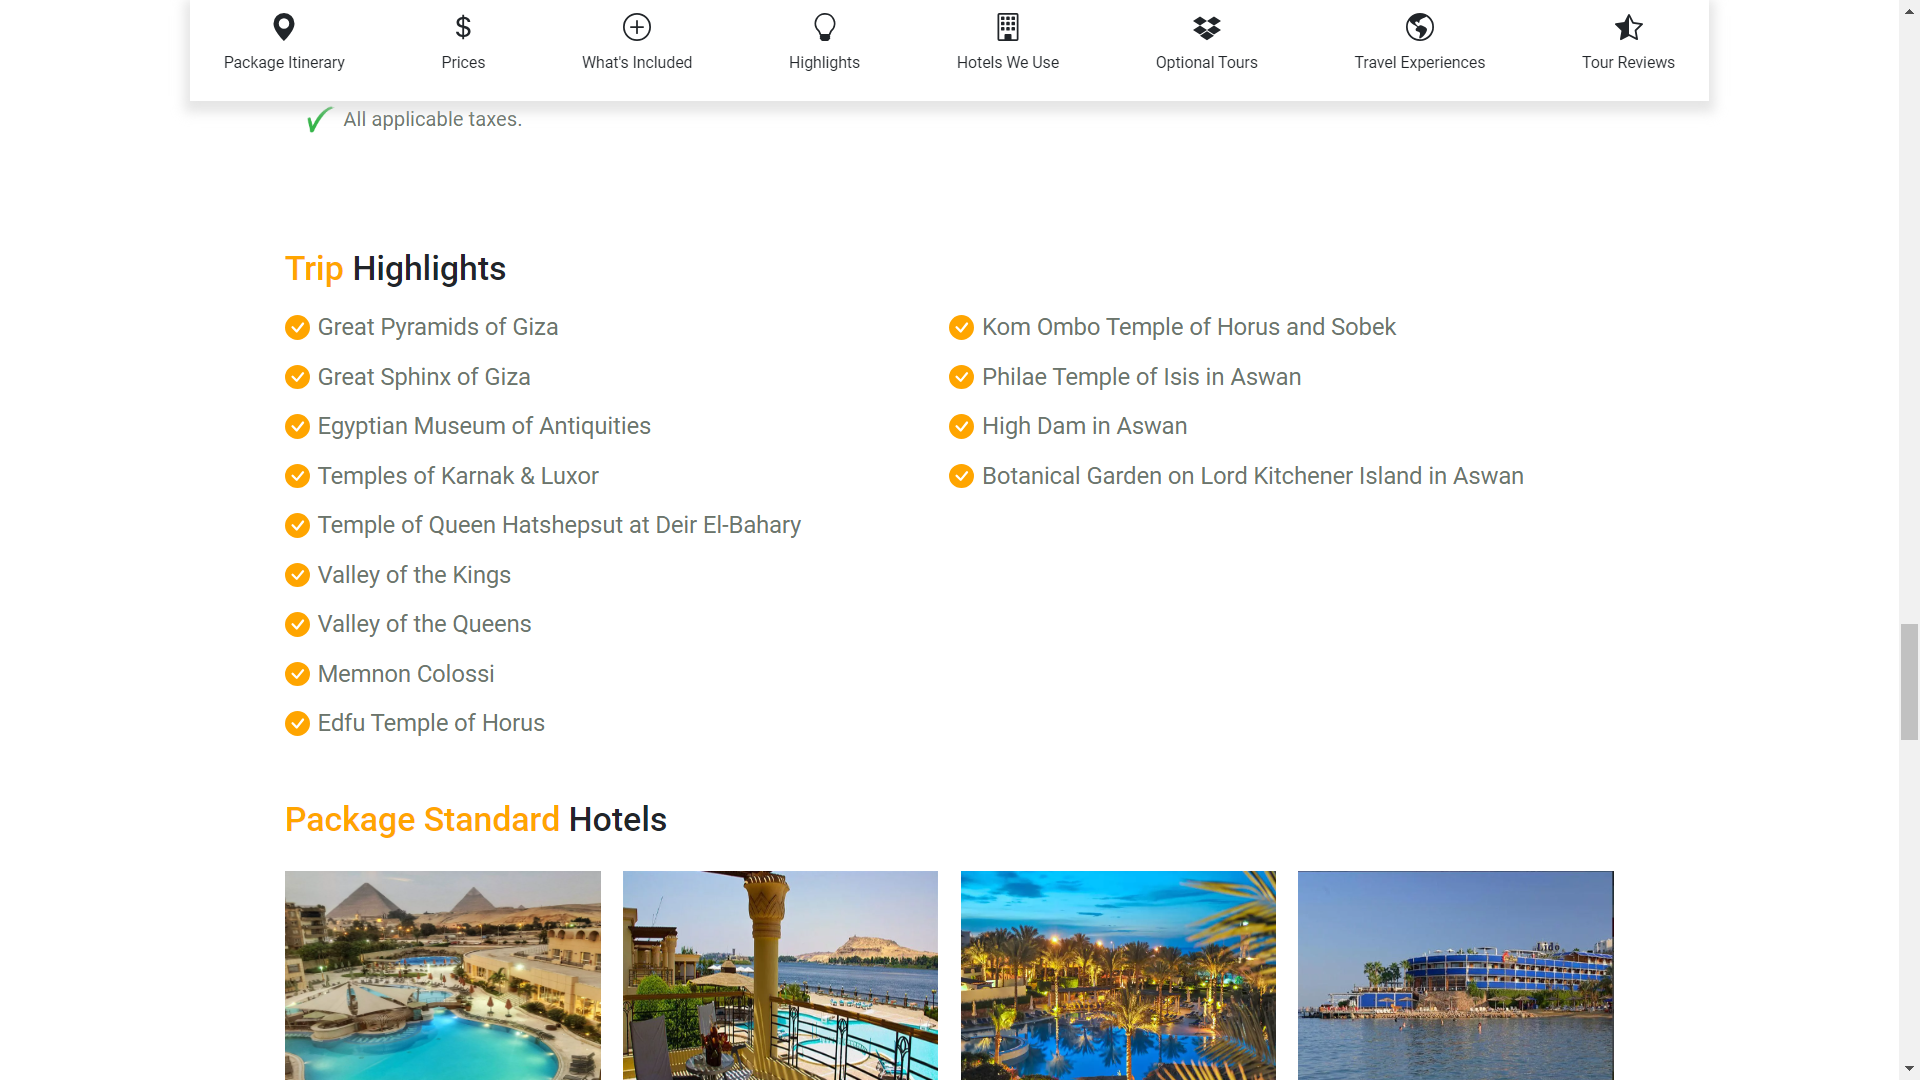 Package Itinerary
Prices
What's Included
Highlights
Hotels We Use
Optional Tours
Travel Experiences
Tour Reviews
All applicable taxes.
Trip Highlights
Great Pyramids of Giza
Great Sphinx of Giza
Egyptian Museum of Antiquities
Temples of Karnak & Luxor
Temple of Queen Hatshepsut at Deir El-Bahary
Valley of the Kings
Valley of the Queens
Memnon Colossi
Edfu Temple of Horus
Kom Ombo Temple of Horus and Sobek
Philae Temple of Isis in Aswan
High Dam in Aswan
Botanical Garden on Lord Kitchener Island in Aswan
Package Standard Hotels
Lido